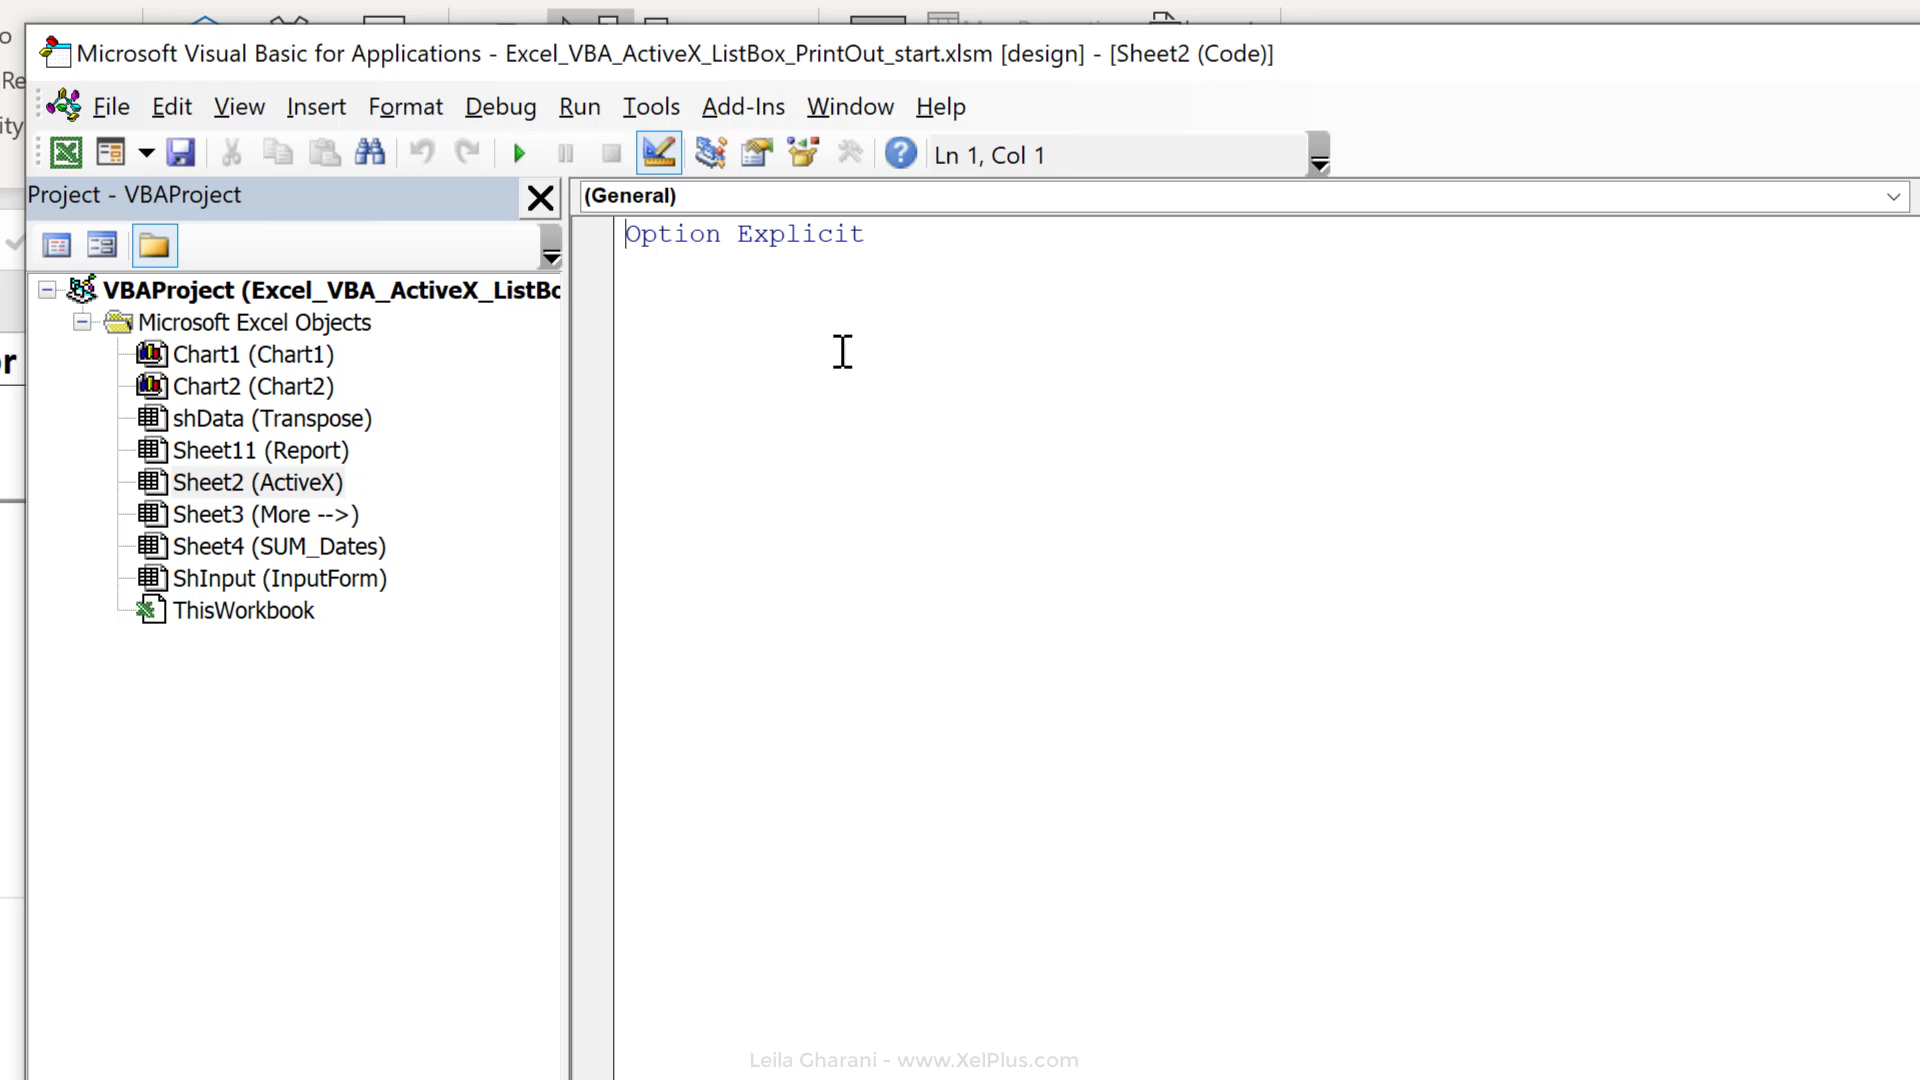 Microsoft Visual Basic for Applications - Excel_VBA_ActiveX_ListBox_PrintOut_start.xlsm [design] - [Sheet2 (Code)]
File Edit View Insert Format Debug Run Tools Add-Ins Window Help
Ln 1, Col 1
Project - VBAProject
(General)
Option Explicit
VBAProject (Excel_VBA_ActiveX_ListBo
Microsoft Excel Objects
Chart1 (Chart1)
Chart2 (Chart2)
shData (Transpose)
Sheet11 (Report)
Sheet2 (ActiveX)
Sheet3 (More -->)
Sheet4 (SUM_Dates)
ShInput (InputForm)
ThisWorkbook
Leila Gharani - www.XelPlus.com